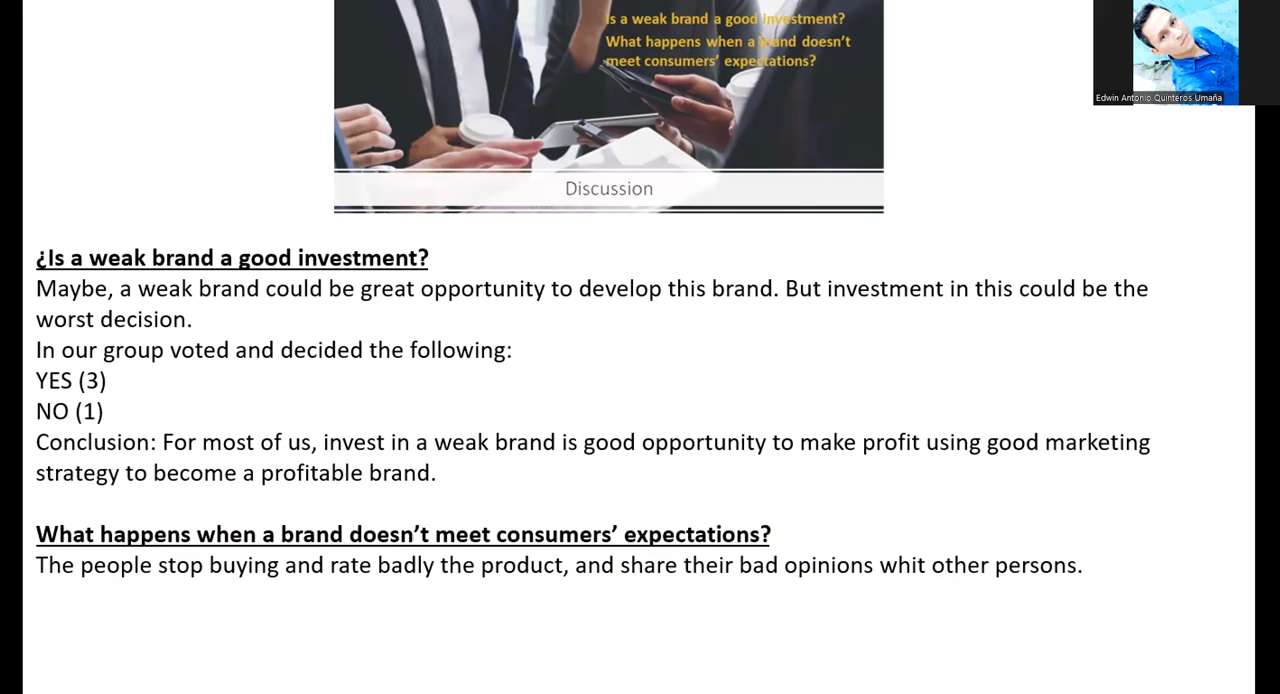 Is a weak brand a good investment?
What happens when a brand doesn't
meet consumers' expectations?
Edwin Antonio Quinteros Umaña
Discussion
¿Is a weak brand a good investment?
Maybe, a weak brand could be great opportunity to develop this brand. But investment in this could be the
worst decision.
In our group voted and decided the following:
YES (3)
NO (1)
Conclusion: For most of us, invest in a weak brand is good opportunity to make profit using good marketing
strategy to become a profitable brand.
What happens when a brand doesn't meet consumers' expectations?
The people stop buying and rate badly the product, and share their bad opinions whit other persons.